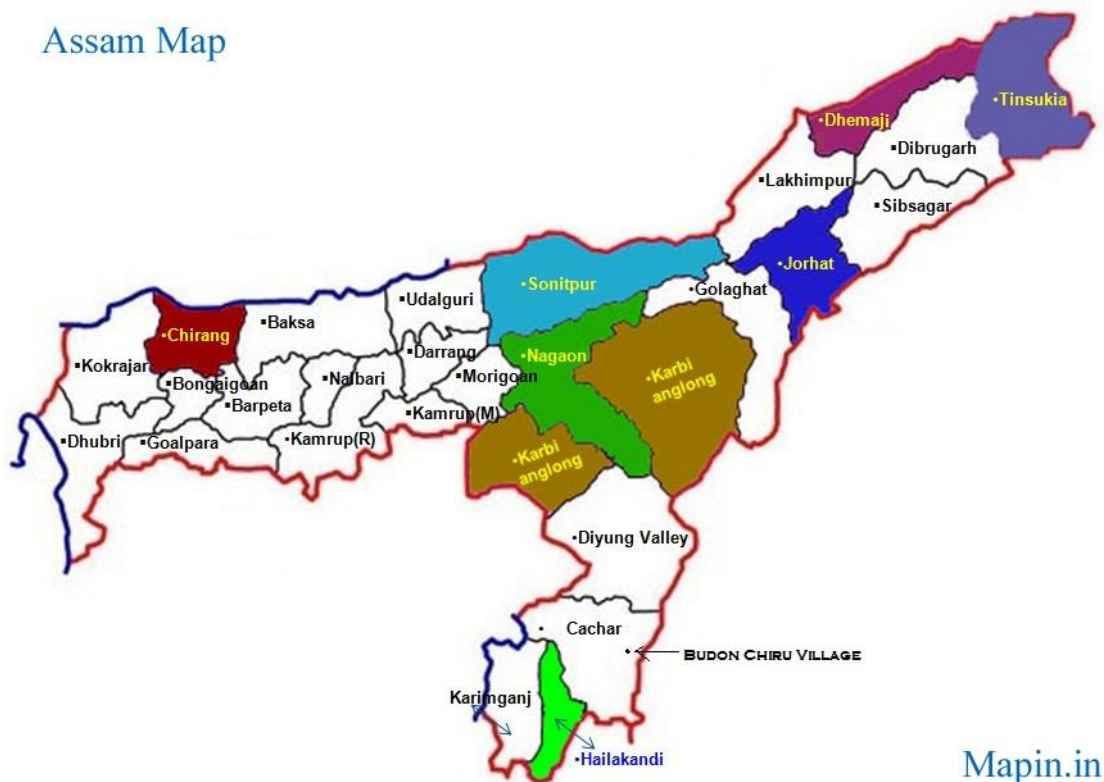 Assam Map
•Tinsukia
•Dhemaji
▪Dibrugarh
▪Lakhimpur
▪Sibsagar
•Jorhat
•Sonitpur
•Golaghat
▪Udalguri
▪Baksa
•Chirang
▪Darrang
•Nagaon
▪Kokrajar
▪Bongaigoan
▪Nalbari
▪Morigoan
•Karbi
anglong
▪Barpeta
▪Kamrup(M)
▪Dhubri
▪Goalpara
▪Kamrup(R)
•Karbi
anglong
•Diyung Valley
Cachar
Budon Chiru Village
Karimganj
•Hailakandi
Mapin.in